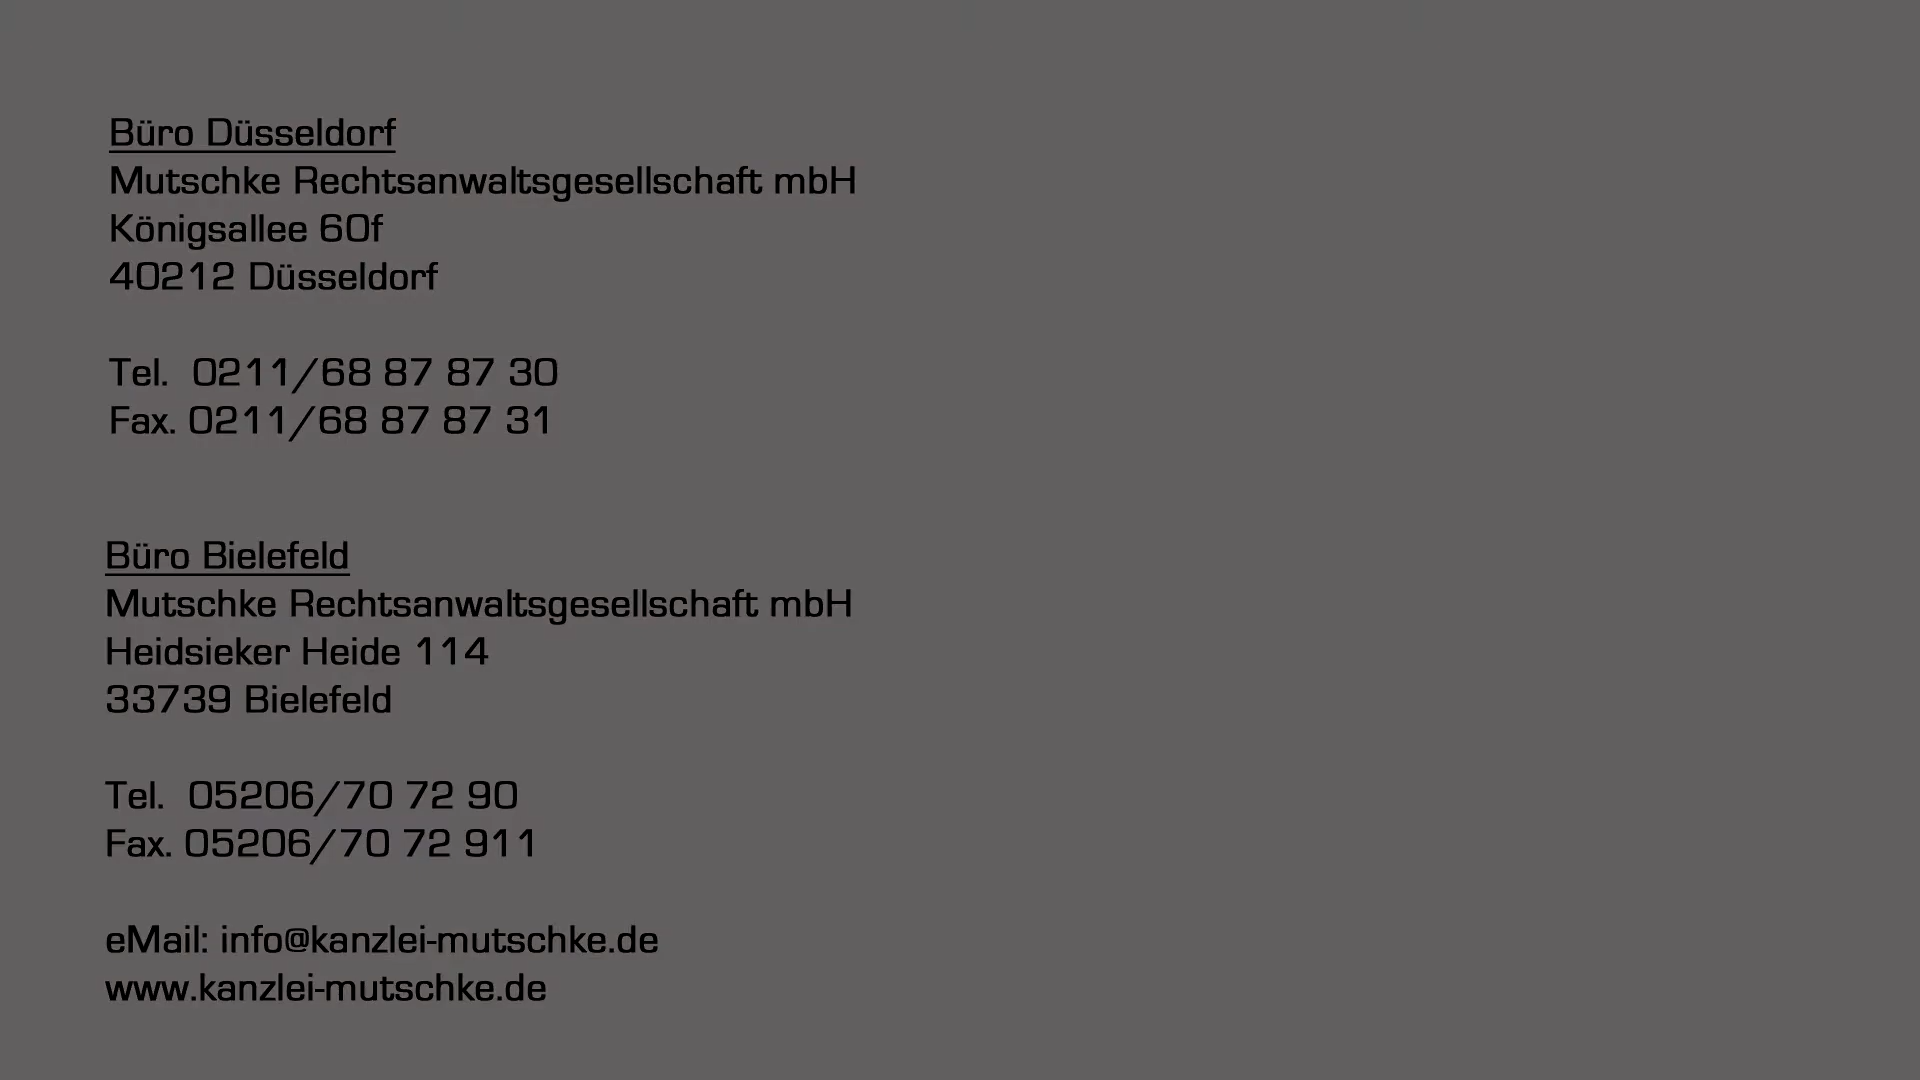 Büro Düsseldorf
Mutschke Rechtsanwaltsgesellschaft mbH
Königsallee 60f
40212 Düsseldorf
Tel. 0211/68 87 87 30
Fax. 0211/68 87 87 31
Büro Bielefeld
Mutschke Rechtsanwaltsgesellschaft mbH
Heidsieker Heide 114
33739 Bielefeld
Tel. 05206/70 72 90
Fax. 05206/70 72 911
eMail: info@kanzlei-mutschke.de
www.kanzlei-mutschke.de